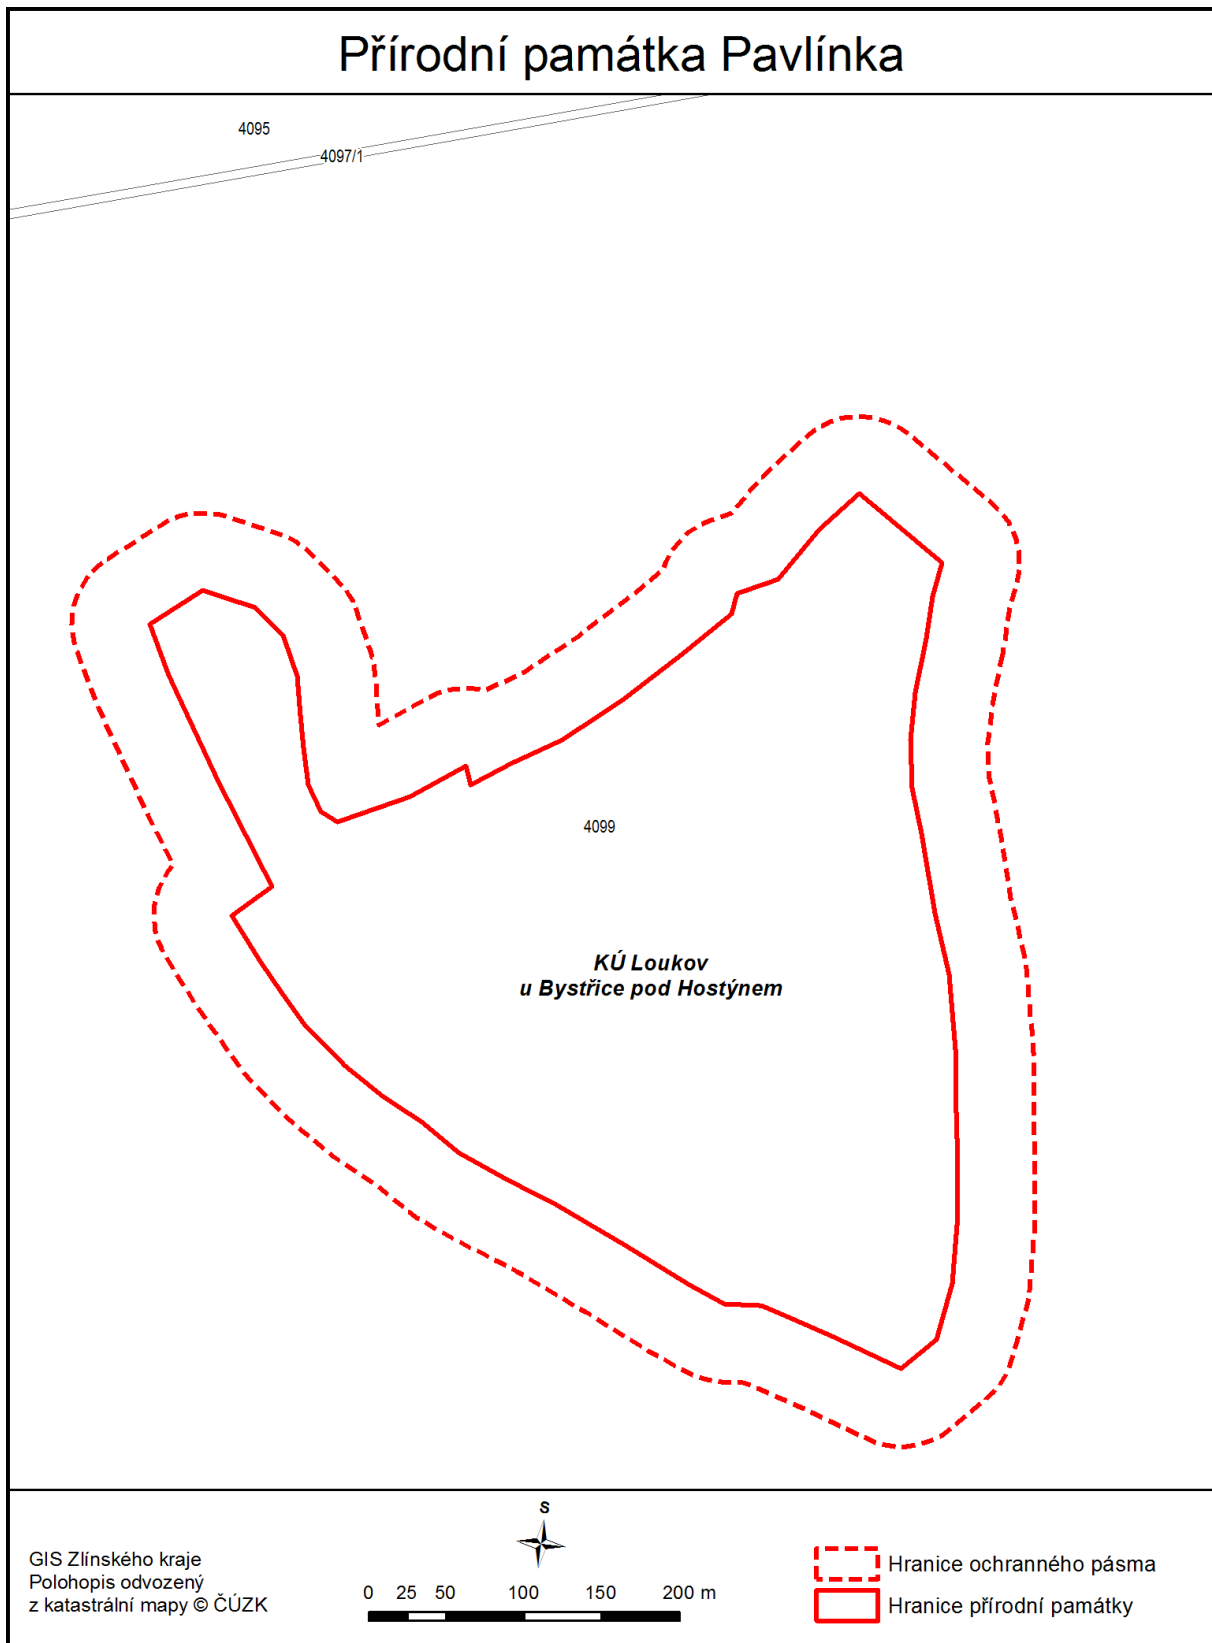 Přírodní památka Pavlínka
4095
4097/1
4099
KÚ Loukov
u Bystřice pod Hostýnem
GIS Zlínského kraje
Polohopis odvozený
z katastrální mapy © ČÚZK
S
0 25 50 100 150 200 m
Hranice ochranného pásma
Hranice přírodní památky